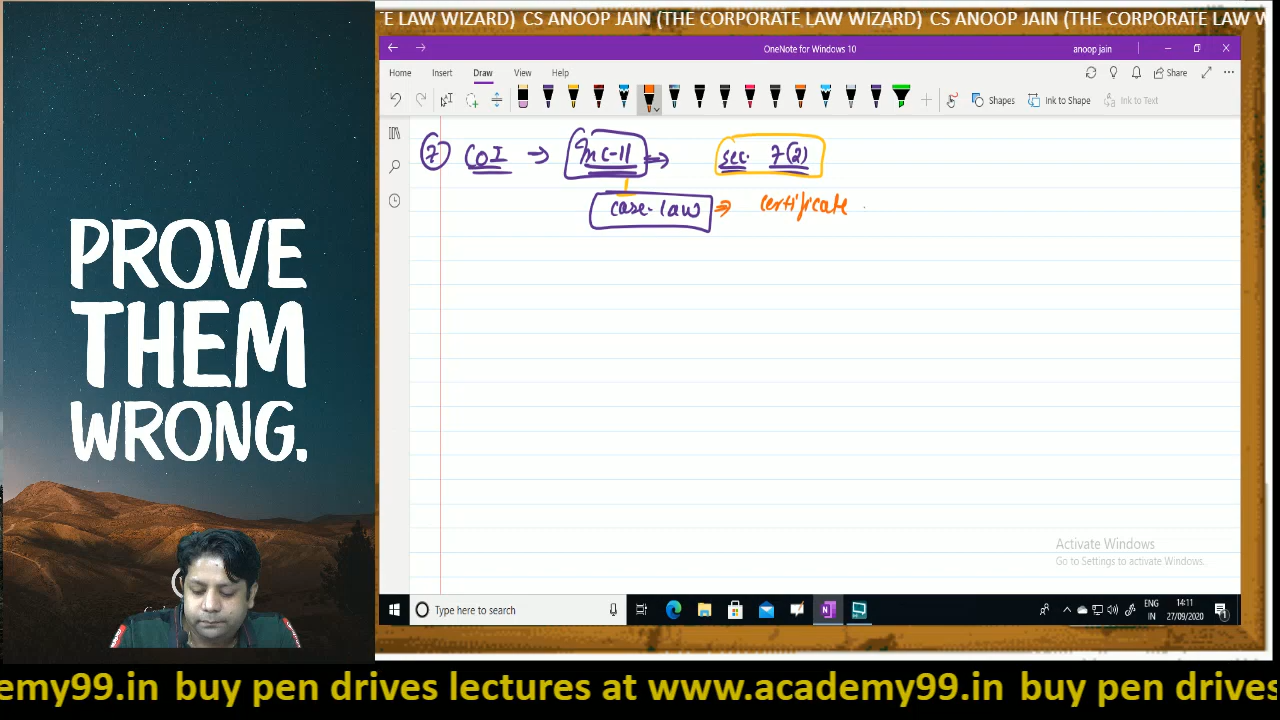 E LAW WIZARD) CS ANOOP JAIN (THE CORPORATE LAW WIZARD) CS ANOOP JAIN (THE CORPORATE LAW W
OneNote for Windows 10
anoop jain
Home Insert Draw View Help
Share
Shapes
Ink to Shape
Ink to Text
7 COI → Inc-11 ⇒ sec. 7(2)
case-law ⇒ certificate
PROVE
THEM
WRONG.
Activate Windows
Go to Settings to activate Windows.
Type here to search
ENG
IN
14:11
27/09/2020
1
emy99.in buy pen drives lectures at www.academy99.in buy pen drives